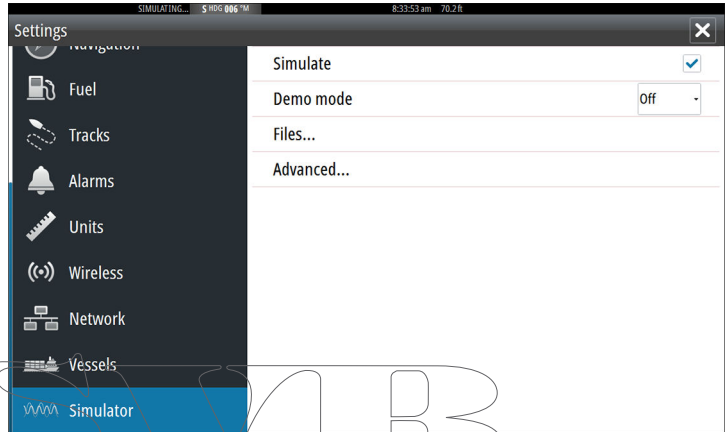 SIMULATING... S HDG 006 °M 8:33:53 am 70.2 ft
Settings
Navigation
Fuel
Tracks
Alarms
Units
Wireless
Network
Vessels
Simulator
Simulate
Demo mode Off
Files...
Advanced...